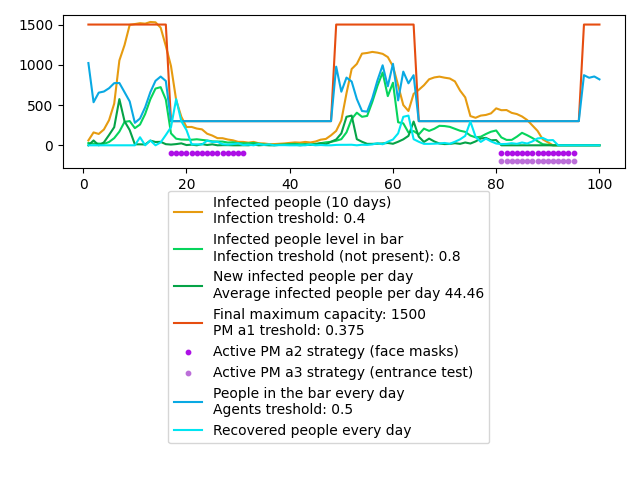 1500
1000
500
0
0
20
40
60
80
100
Infected people (10 days)
Infection treshold: 0.4
Infected people level in bar
Infection treshold (not present): 0.8
New infected people per day
Average infected people per day 44.46
Final maximum capacity: 1500
PM a1 treshold: 0.375
Active PM a2 strategy (face masks)
Active PM a3 strategy (entrance test)
People in the bar every day
Agents treshold: 0.5
Recovered people every day